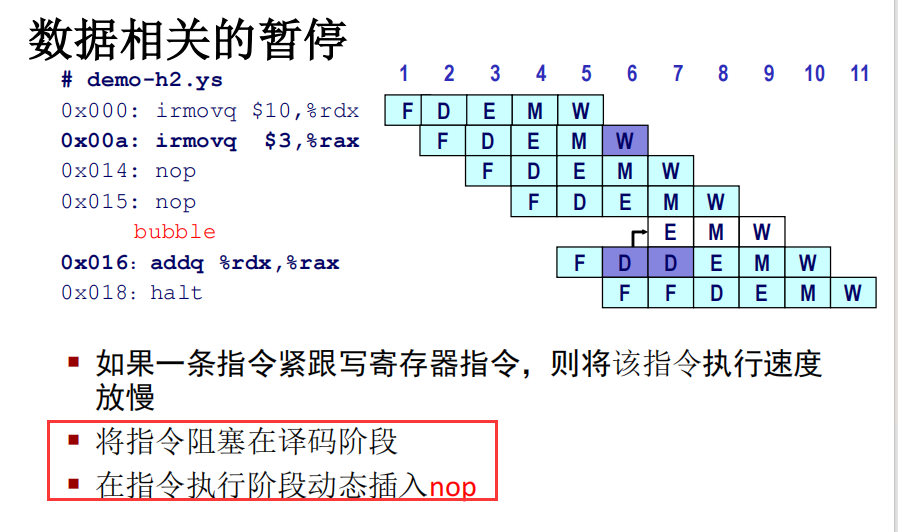 数据相关的暂停
# demo-h2.ys
1 2 3 4 5 6 7 8 9 10 11
0x000: irmovq $10,%rdx F D E M W
0x00a: irmovq $3,%rax F D E M W
0x014: nop F D E M W
0x015: nop F D E M W
bubble E M W
0x016: addq %rdx,%rax F D D E M W
0x018: halt F F D E M W
▪ 如果一条指令紧跟写寄存器指令，则将该指令执行速度
放慢
▪ 将指令阻塞在译码阶段
▪ 在指令执行阶段动态插入nop